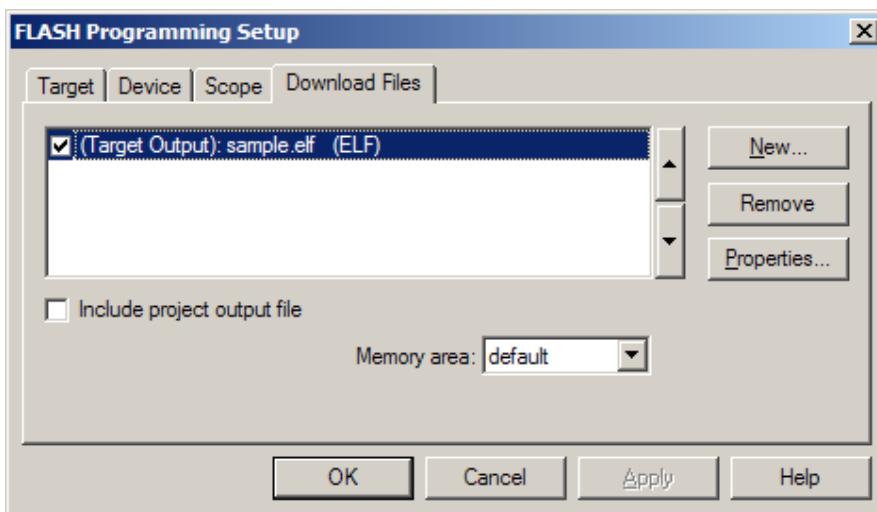 FLASH Programming Setup
Target Device Scope Download Files
(Target Output): sample.elf (ELF)
New...
Remove
Properties...
Include project output file
Memory area: default
OK Cancel Apply Help